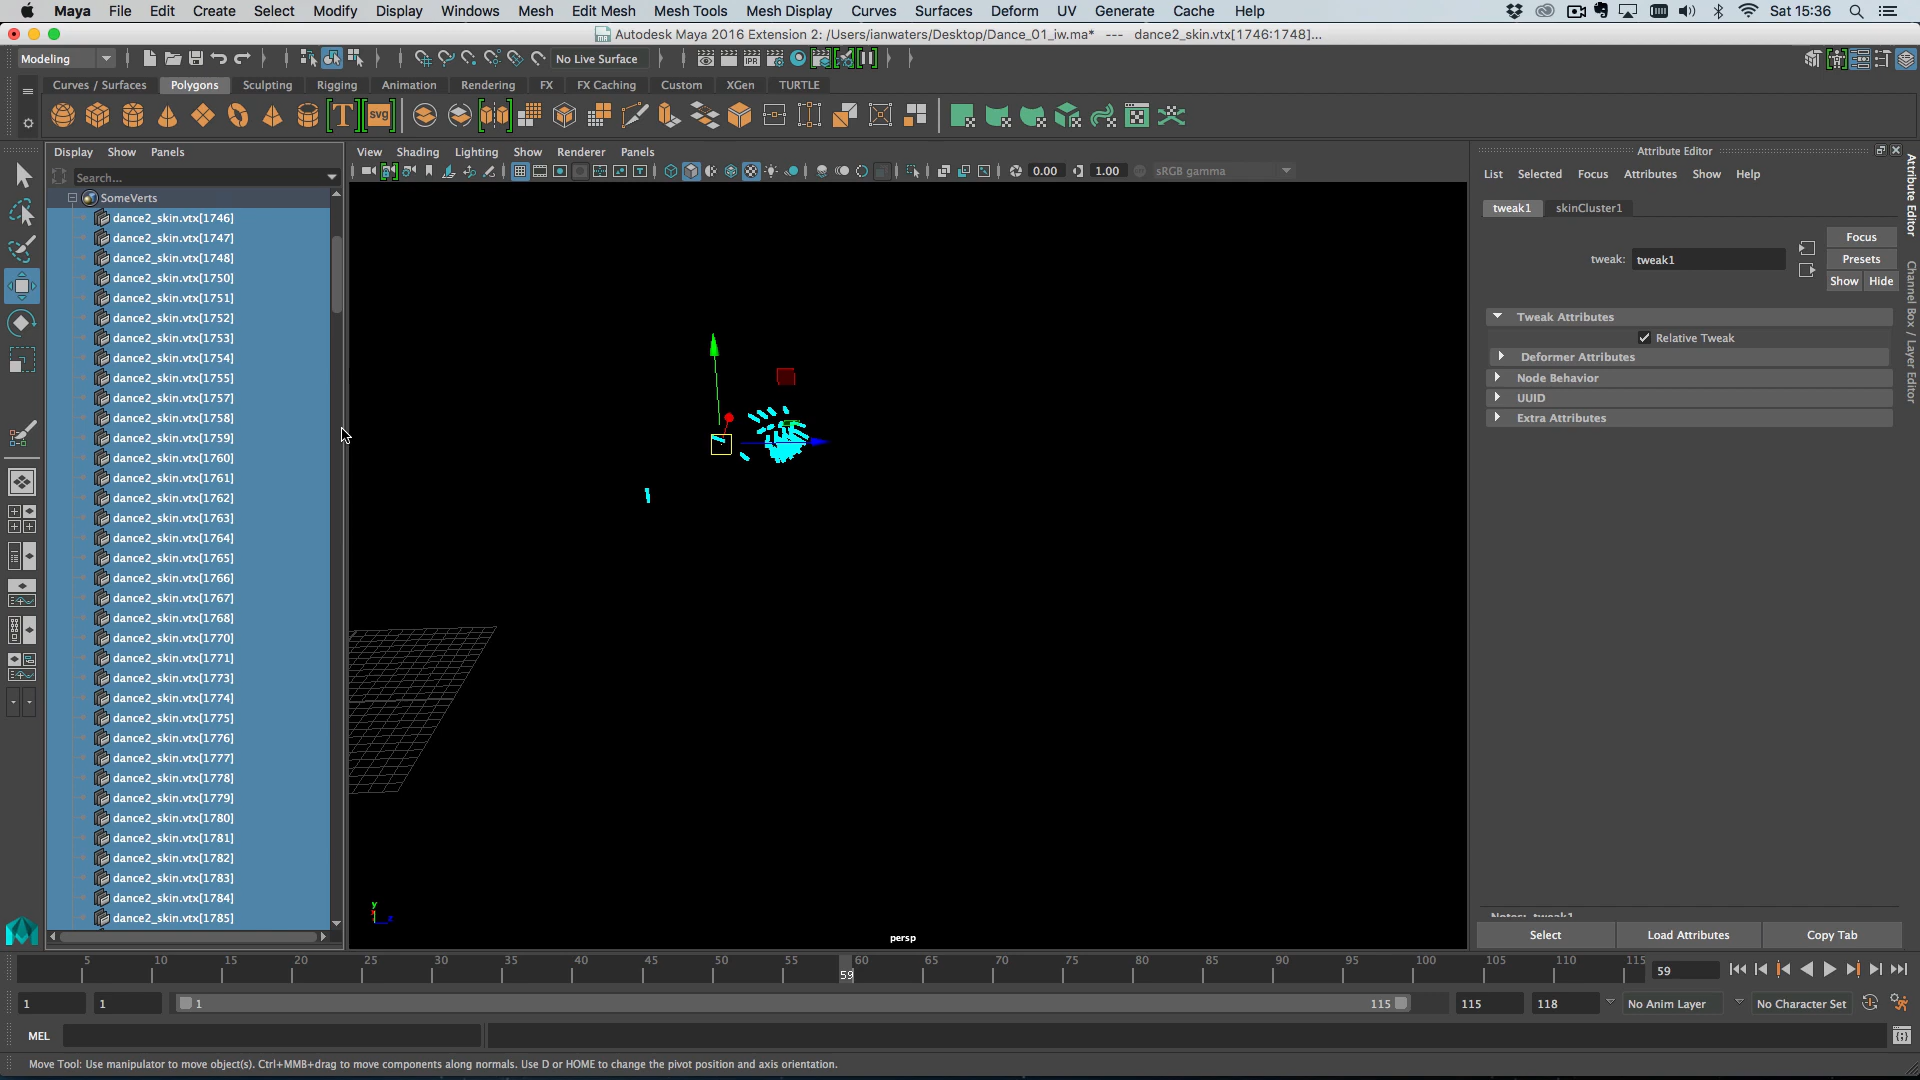 Maya File Edit Create Select Modify Display Windows Mesh Edit Mesh Mesh Tools Mesh Display Curves Surfaces Deform UV Generate Cache Help Sat 15:36
Autodesk Maya 2016 Extension 2: /Users/ianwaters/Desktop/Dance_01_iw.ma* --- dance2_skin.vtx[1746:1748]...
Modeling No Live Surface IPR
Curves / Surfaces Polygons Sculpting Rigging Animation Rendering FX FX Caching Custom XGen TURTLE
T SVG
Display Show Panels
View Shading Lighting Show Renderer Panels
Attribute Editor
Search...
0.00 1.00 sRGB gamma
List Selected Focus Attributes Show Help
SomeVerts
dance2_skin.vtx[1746]
dance2_skin.vtx[1747]
dance2_skin.vtx[1748]
dance2_skin.vtx[1750]
dance2_skin.vtx[1751]
dance2_skin.vtx[1752]
dance2_skin.vtx[1753]
dance2_skin.vtx[1754]
dance2_skin.vtx[1755]
dance2_skin.vtx[1757]
dance2_skin.vtx[1758]
dance2_skin.vtx[1759]
dance2_skin.vtx[1760]
dance2_skin.vtx[1761]
dance2_skin.vtx[1762]
dance2_skin.vtx[1763]
dance2_skin.vtx[1764]
dance2_skin.vtx[1765]
dance2_skin.vtx[1766]
dance2_skin.vtx[1767]
dance2_skin.vtx[1768]
dance2_skin.vtx[1770]
dance2_skin.vtx[1771]
dance2_skin.vtx[1773]
dance2_skin.vtx[1774]
dance2_skin.vtx[1775]
dance2_skin.vtx[1776]
dance2_skin.vtx[1777]
dance2_skin.vtx[1778]
dance2_skin.vtx[1779]
dance2_skin.vtx[1780]
dance2_skin.vtx[1781]
dance2_skin.vtx[1782]
dance2_skin.vtx[1783]
dance2_skin.vtx[1784]
dance2_skin.vtx[1785]
y
z
persp
tweak1 skinCluster1
Focus
tweak: tweak1
Presets
Show Hide
Tweak Attributes
Relative Tweak
Deformer Attributes
Node Behavior
UUID
Extra Attributes
Notes: tweak1
Select Load Attributes Copy Tab
Attribute Editor
Channel Box / Layer Editor
5 10 15 20 25 30 35 40 45 50 55 60 65 70 75 80 85 90 95 100 105 110 115
59 59
1 1 1 115 115 118 No Anim Layer No Character Set
MEL
Move Tool: Use manipulator to move object(s). Ctrl+MMB+drag to move components along normals. Use D or HOME to change the pivot position and axis orientation.